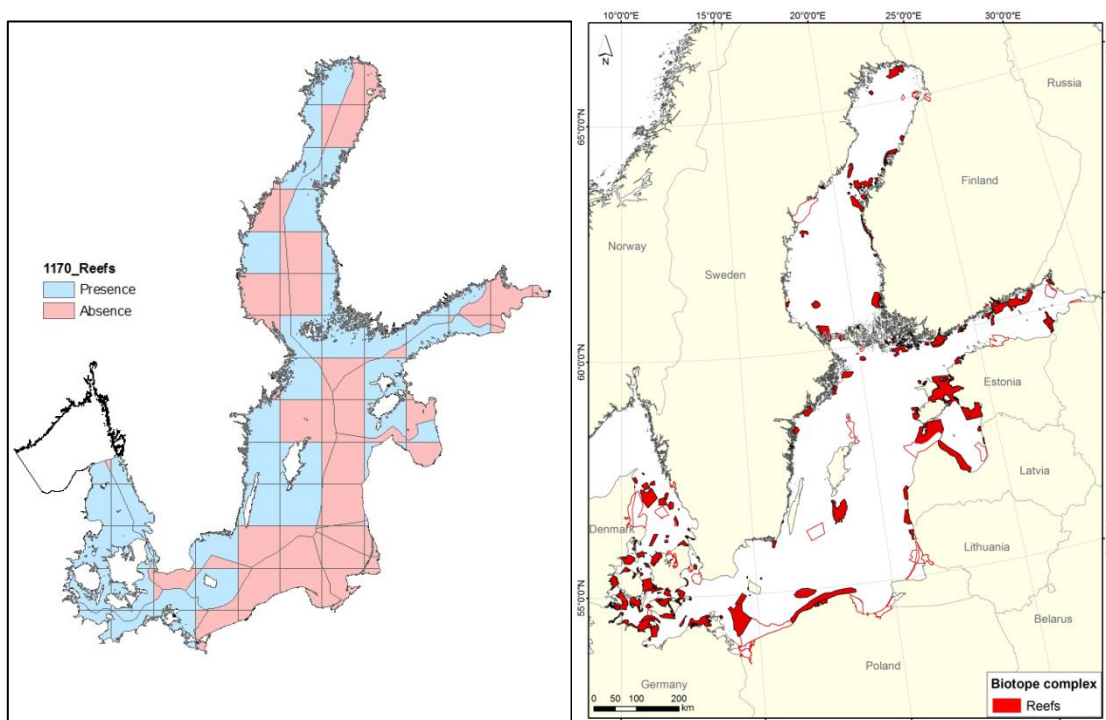 1170_Reefs
Presence
Absence
10°0'0"E
15°0'0"E
20°0'0"E
25°0'0"E
30°0'0"E
N
65°0'0"N
60°0'0"N
55°0'0"N
Russia
Finland
Norway
Sweden
Estonia
Latvia
Denmark
Lithuania
Belarus
Poland
Germany
0 50 100 200
km
Biotope complex
Reefs